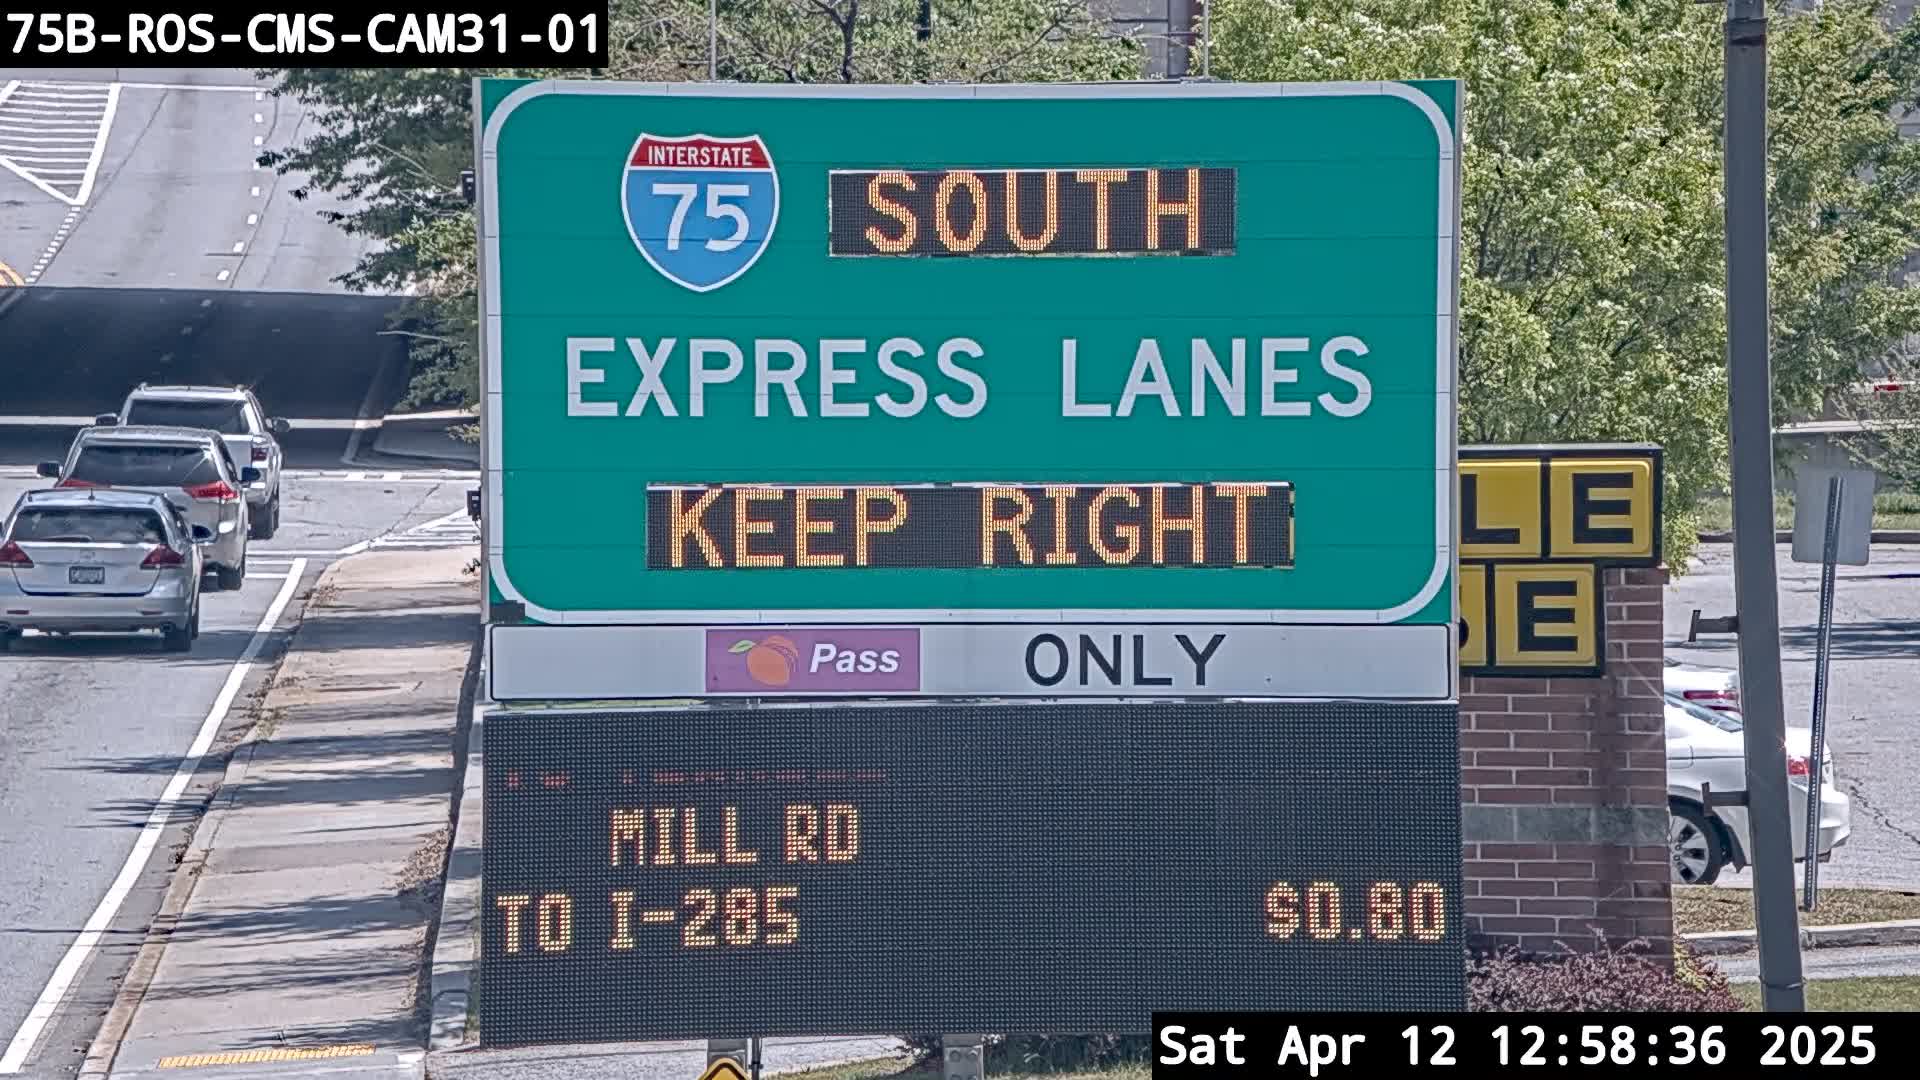 75B-ROS-CMS-CAM31-01
INTERSTATE
75
SOUTH
EXPRESS LANES
KEEP RIGHT
LE
E
Pass ONLY
MILL RD
TO I-285 $0.80
Sat Apr 12 12:58:36 2025